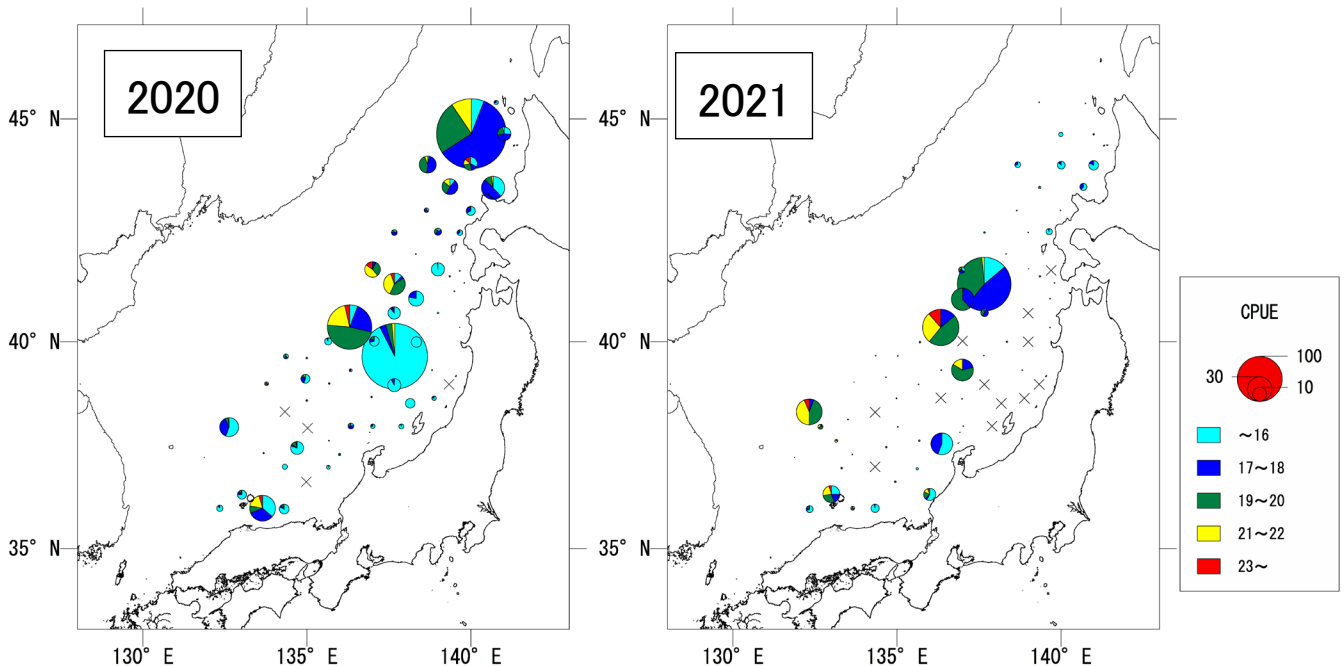 2020
2021
45° N
45° N
40° N
40° N
35° N
35° N
130° E
135° E
140° E
130° E
135° E
140° E
CPUE
100
30
10
～16
17～18
19～20
21～22
23～